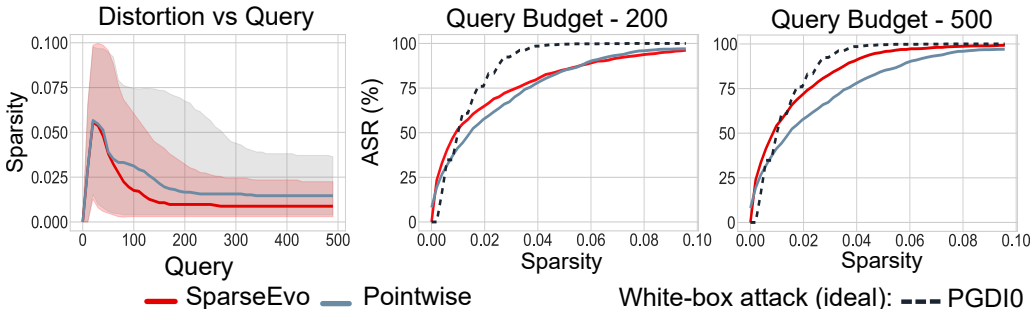 Distortion vs Query
Query Budget - 200
Query Budget - 500
Sparsity
0.100
0.075
0.050
0.025
0.000
0 100 200 300 400 500
Query
ASR (%)
100
75
50
25
0
0.00 0.02 0.04 0.06 0.08 0.10
Sparsity
100
75
50
25
0
0.00 0.02 0.04 0.06 0.08 0.10
Sparsity
SparseEvo Pointwise White-box attack (ideal): PGDl0